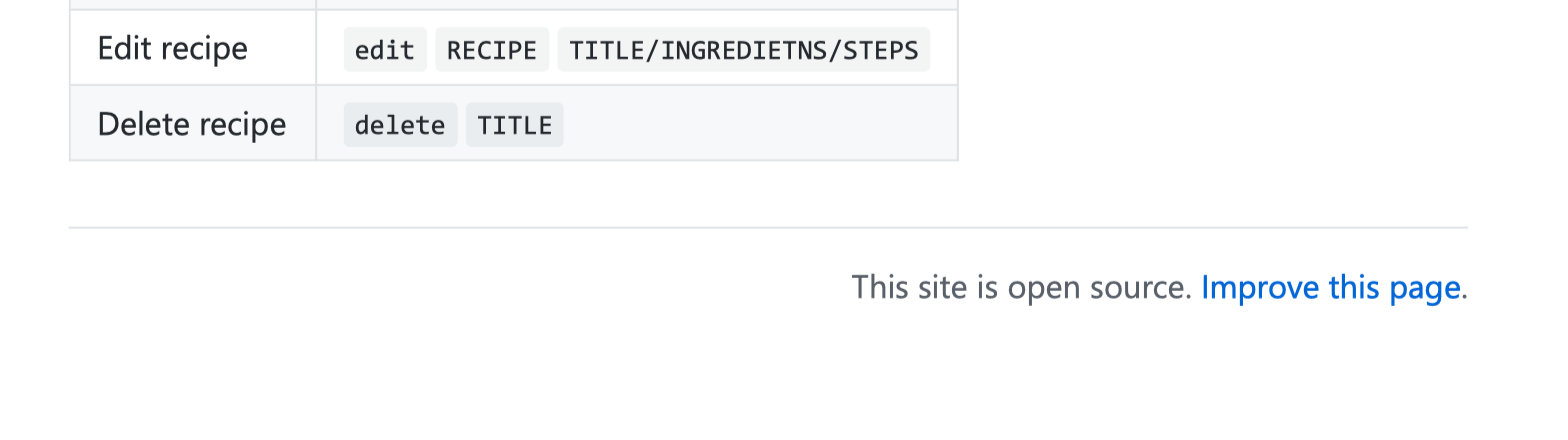 Edit recipe edit RECIPE TITLE/INGREDIETNS/STEPS
Delete recipe delete TITLE
This site is open source. Improve this page.